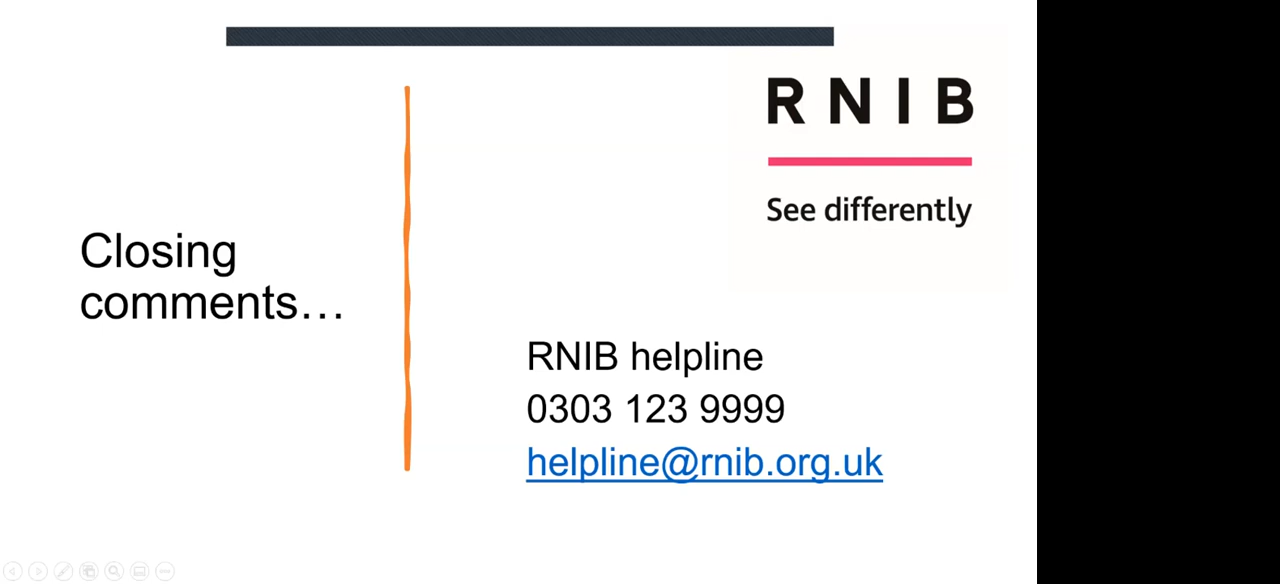 RNIB
See differently
Closing
comments…
RNIB helpline
0303 123 9999
helpline@rnib.org.uk